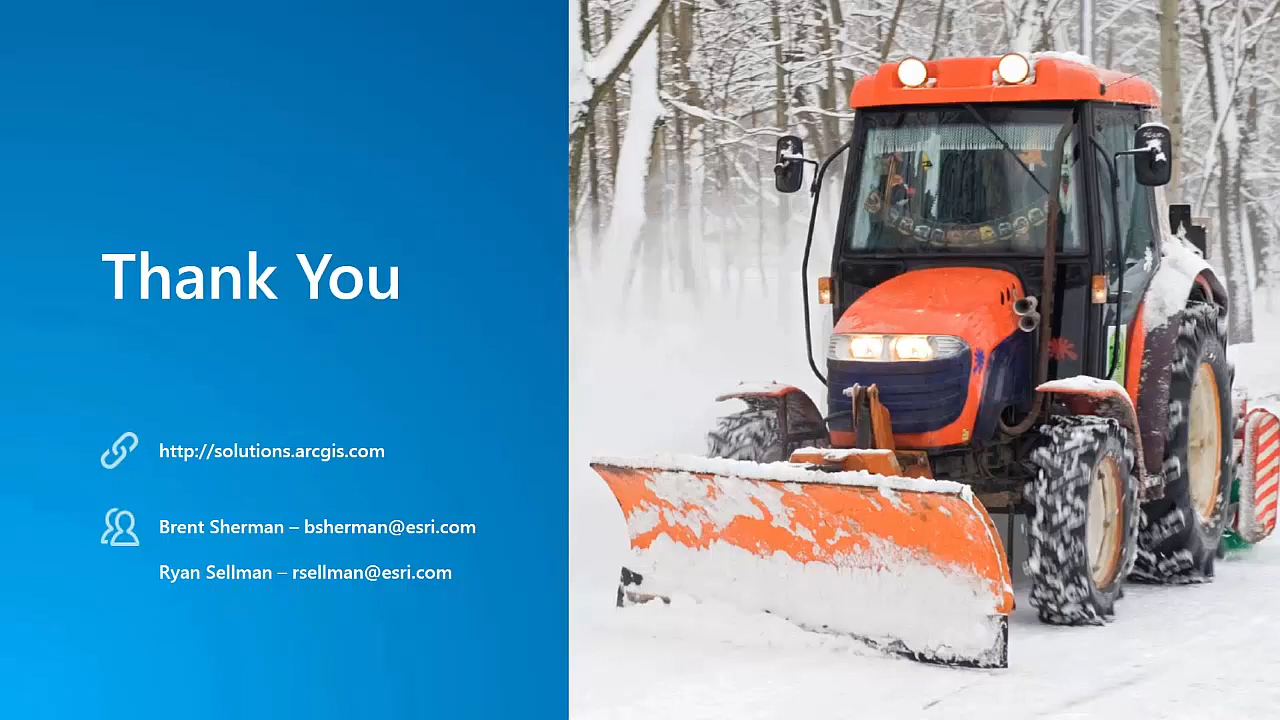 Thank You
http://solutions.arcgis.com
Brent Sherman – bsherman@esri.com
Ryan Sellman – rsellman@esri.com